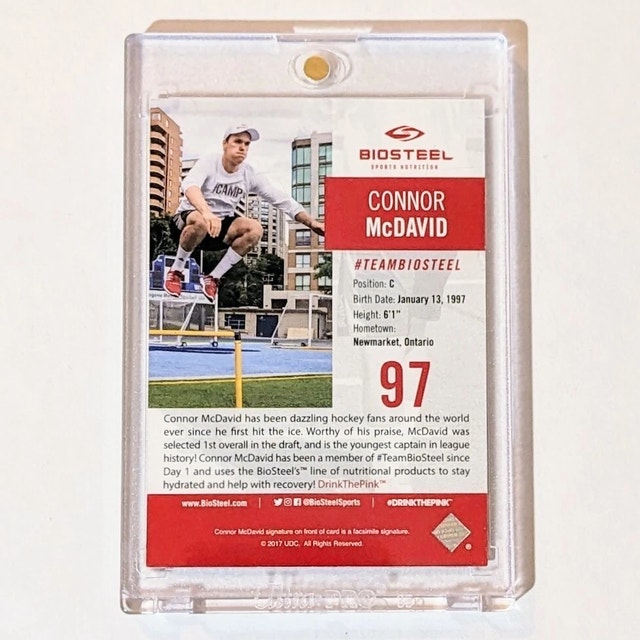 BIOSTEEL
SPORTS NUTRITION
CONNOR
McDAVID
#TEAMBIOSTEEL
Position: C
Birth Date: January 13, 1997
Height: 6'1"
Hometown:
Newmarket, Ontario
97
CAMP
Connor McDavid has been dazzling hockey fans around the world
ever since he first hit the ice. Worthy of his praise, McDavid was
selected 1st overall in the draft, and is the youngest captain in league
history! Connor McDavid has been a member of #TeamBioSteel since
Day 1 and uses the BioSteel's™ line of nutritional products to stay
hydrated and help with recovery! DrinkThePink™
www.BioSteel.com | @BioSteelSports | #DRINKTHEPINK™
Connor McDavid signature on front of card is a facsimile signature.
© 2017 UDC. All Rights Reserved.
®
Ultra PRO